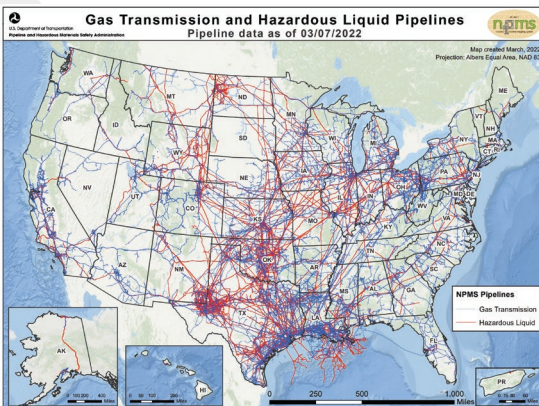 Gas Transmission and Hazardous Liquid Pipelines
U.S. Department of Transportation
Pipeline and Hazardous Materials Safety Administration
Pipeline data as of 03/07/2022
npms
Map created March, 2022
Projection: Albers Equal Area, NAD 83
WA
MT
ND
MN
ME
OR
ID
SD
WI
MI
VT
NH
NY
MA
CT
WY
IA
PA
NJ
NE
NV
UT
CO
IL
IN
OH
MD
DE
WV
VA
CA
KS
MO
KY
NC
AZ
NM
OK
AR
TN
SC
MS
AL
GA
TX
LA
FL
NPMS Pipelines
Gas Transmission
Hazardous Liquid
AK
Miles
HI
Miles
0 250 500 1,000
Miles
PR
Miles